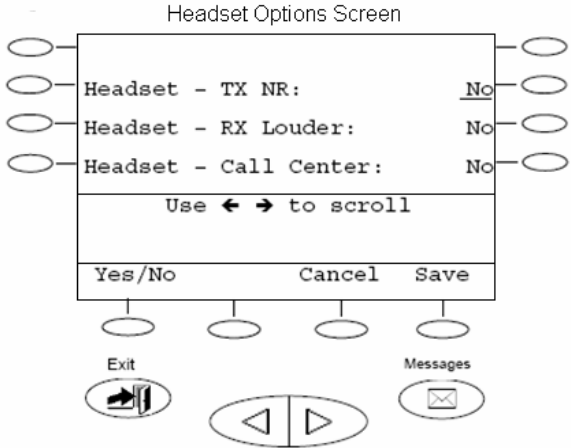 Headset Options Screen
Headset - TX NR: No
Headset - RX Louder: No
Headset - Call Center: No
Use ← → to scroll
Yes/No Cancel Save
Exit Messages